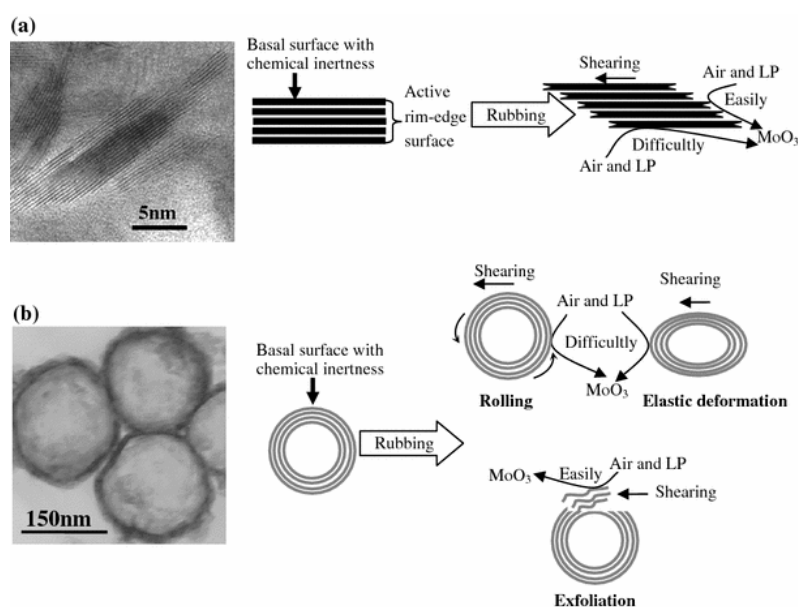 (a)
5nm
Basal surface with
chemical inertness
Active
rim-edge
surface
Rubbing
Shearing
Air and LP
Easily
MoO₃
Difficultly
Air and LP
(b)
150nm
Basal surface with
chemical inertness
Rubbing
Shearing
Air and LP
Difficultly
MoO₃
Rolling
Shearing
Elastic deformation
MoO₃
Easily
Air and LP
Shearing
Exfoliation